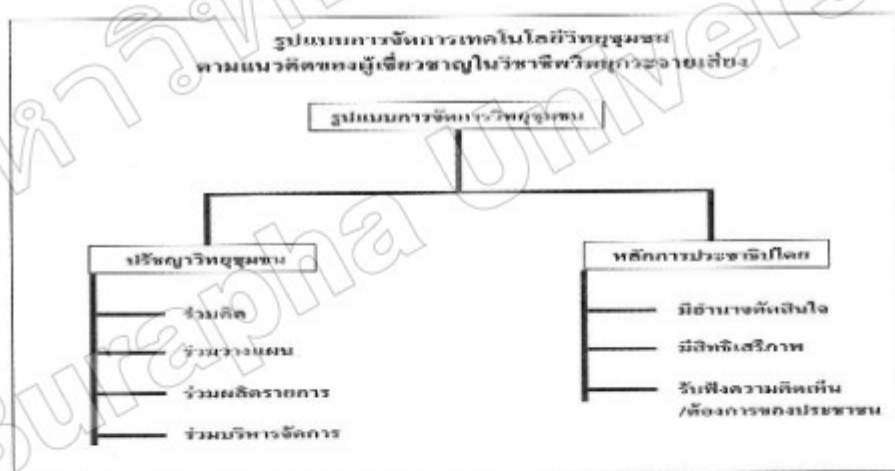 รูปแบบการจัดการเทคโนโลยีวิทยุชุมชน
ตามแนวคิดของผู้เชี่ยวชาญในวิชาชีพวิทยุกระจายเสียง
รูปแบบการจัดการวิทยุชุมชน
ปรัชญาวิทยุชุมชน
ร่วมคิด
ร่วมวางแผน
ร่วมผลิตรายการ
ร่วมบริหารจัดการ
หลักการประชาธิปไตย
มีอำนาจตัดสินใจ
มีสิทธิเสรีภาพ
รับฟังความคิดเห็น
/ต้องการของประชาชน
หาวิท
Burapha Univers